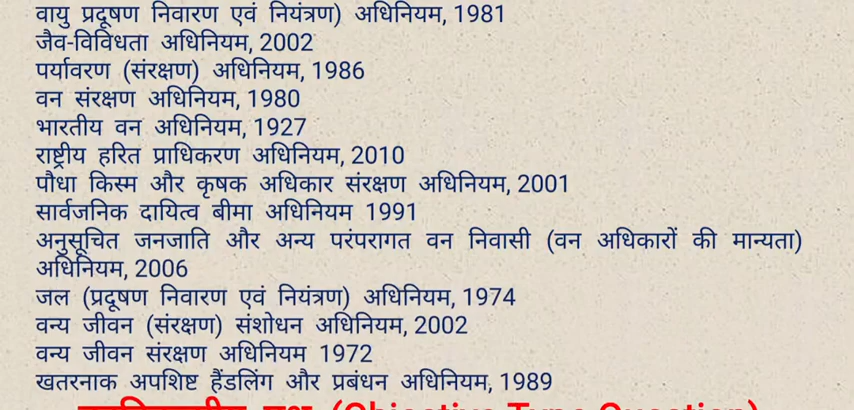 वायु प्रदूषण निवारण एवं नियंत्रण) अधिनियम, 1981
जैव-विविधता अधिनियम, 2002
पर्यावरण (संरक्षण) अधिनियम, 1986
वन संरक्षण अधिनियम, 1980
भारतीय वन अधिनियम, 1927
राष्ट्रीय हरित प्राधिकरण अधिनियम, 2010
पौधा किस्म और कृषक अधिकार संरक्षण अधिनियम, 2001
सार्वजनिक दायित्व बीमा अधिनियम 1991
अनुसूचित जनजाति और अन्य परंपरागत वन निवासी (वन अधिकारों की मान्यता)
अधिनियम, 2006
जल (प्रदूषण निवारण एवं नियंत्रण) अधिनियम, 1974
वन्य जीवन (संरक्षण) संशोधन अधिनियम, 2002
वन्य जीवन संरक्षण अधिनियम 1972
खतरनाक अपशिष्ट हैंडलिंग और प्रबंधन अधिनियम, 1989
(Objective Type Question)